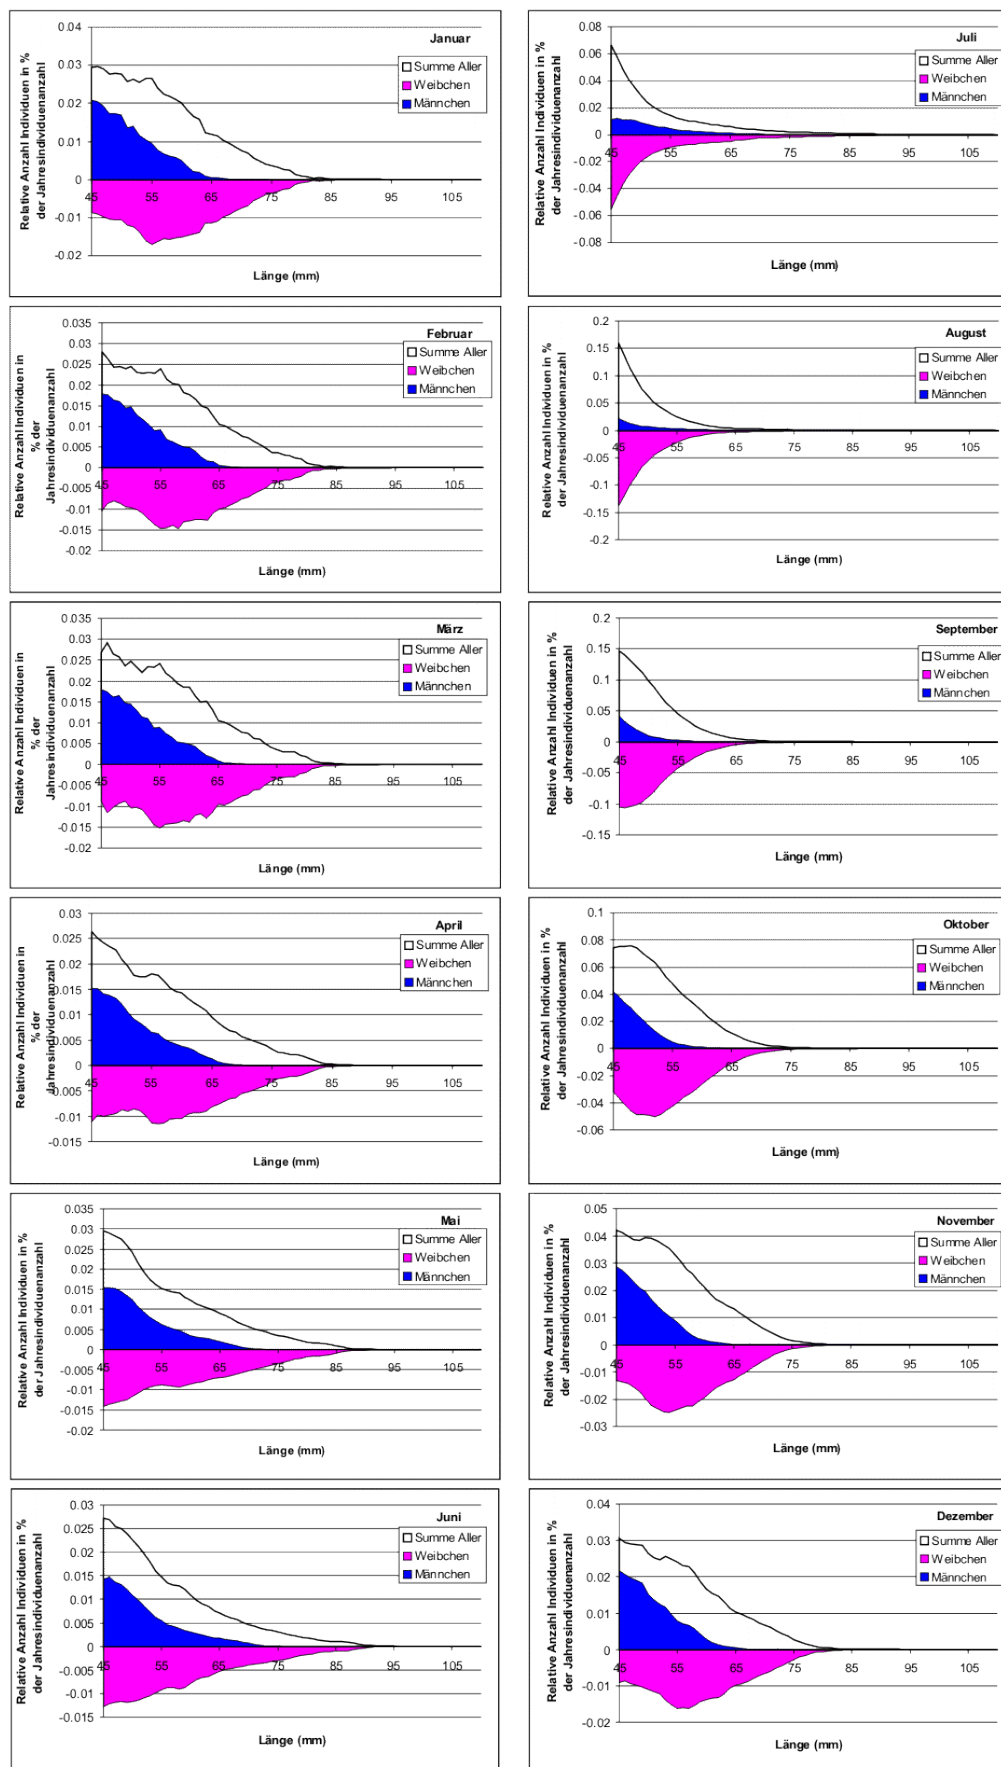 Januar
Summe Aller
Weibchen
Männchen
Relative Anzahl Individuen in %
der Jahresindividuenanzahl
0.04
0.03
0.02
0.01
0
-0.01
-0.02
45 55 65 75 85 95 105
Länge (mm)
Juli
Summe Aller
Weibchen
Männchen
Relative Anzahl Individuen in %
der Jahresindividuenanzahl
0.08
0.06
0.04
0.02
0
-0.02
-0.04
-0.06
-0.08
45 55 65 75 85 95 105
Länge (mm)
Februar
Summe Aller
Weibchen
Männchen
Relative Anzahl Individuen in
% der
Jahresindividuenanzahl
0.035
0.03
0.025
0.02
0.015
0.01
0.005
0
-0.005
-0.01
-0.015
-0.02
45 55 65 75 85 95 105
Länge (mm)
August
Summe Aller
Weibchen
Männchen
Relative Anzahl Individuen in %
der Jahresindividuenanzahl
0.2
0.15
0.1
0.05
0
-0.05
-0.1
-0.15
-0.2
45 55 65 75 85 95 105
Länge (mm)
März
Summe Aller
Weibchen
Männchen
Relative Anzahl Individuen in
% der
Jahresindividuenanzahl
0.035
0.03
0.025
0.02
0.015
0.01
0.005
0
-0.005
-0.01
-0.015
-0.02
45 55 65 75 85 95 105
Länge (mm)
September
Summe Aller
Weibchen
Männchen
Relative Anzahl Individuen in %
der Jahresindividuenanzahl
0.2
0.15
0.1
0.05
0
-0.05
-0.1
-0.15
45 55 65 75 85 95 105
Länge (mm)
April
Summe Aller
Weibchen
Männchen
Relative Anzahl Individuen in
% der
Jahresindividuenanzahl
0.03
0.025
0.02
0.015
0.01
0.005
0
-0.005
-0.01
-0.015
45 55 65 75 85 95 105
Länge (mm)
Oktober
Summe Aller
Weibchen
Männchen
Relative Anzahl Individuen in %
der Jahresindividuenanzahl
0.1
0.08
0.06
0.04
0.02
0
-0.02
-0.04
-0.06
45 55 65 75 85 95 105
Länge (mm)
Mai
Summe Aller
Weibchen
Männchen
Relative Anzahl Individuen in %
der Jahresindividuenanzahl
0.035
0.03
0.025
0.02
0.015
0.01
0.005
0
-0.005
-0.01
-0.015
-0.02
45 55 65 75 85 95 105
Länge (mm)
November
Summe Aller
Weibchen
Männchen
Relative Anzahl Individuen in %
der Jahresindividuenanzahl
0.05
0.04
0.03
0.02
0.01
0
-0.01
-0.02
-0.03
45 55 65 75 85 95 105
Länge (mm)
Juni
Summe Aller
Weibchen
Männchen
Relative Anzahl Individuen in %
der Jahresindividuenanzahl
0.03
0.025
0.02
0.015
0.01
0.005
0
-0.005
-0.01
-0.015
45 55 65 75 85 95 105
Länge (mm)
Dezember
Summe Aller
Weibchen
Männchen
Relative Anzahl Individuen in %
der Jahresindividuenanzahl
0.04
0.03
0.02
0.01
0
-0.01
-0.02
45 55 65 75 85 95 105
Länge (mm)